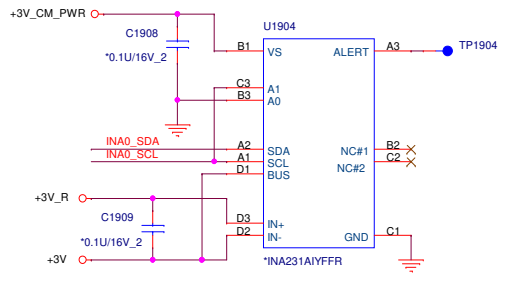 U1904
+3V_CM_PWR
C1908
*0.1U/16V_2
B1 VS ALERT A3 TP1904
C3 A1
B3 A0
INA0_SDA A2 SDA NC#1 B2
INA0_SCL A1 SCL NC#2 C2
D1 BUS
+3V_R
C1909
*0.1U/16V_2
D3 IN+
D2 IN- GND C1
+3V
*INA231AIYFFR